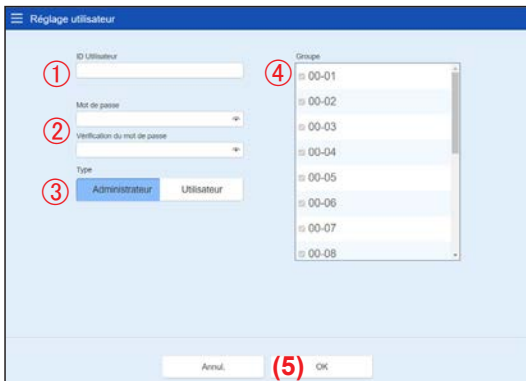 Réglage utilisateur
ID Utilisateur
①
Mot de passe
②
Vérification du mot de passe
Type
③ Administrateur Utilisateur
Groupe
④ 00-01
00-02
00-03
00-04
00-05
00-06
00-07
00-08
Annul. (5) OK